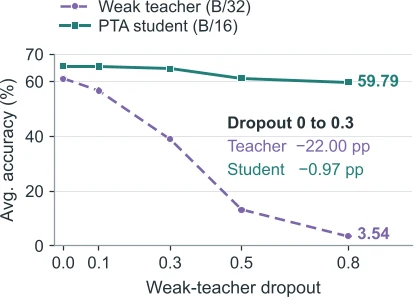 Weak teacher (B/32)
PTA student (B/16)
70
60
40
20
0
Avg. accuracy (%)
59.79
Dropout 0 to 0.3
Teacher −22.00 pp
Student −0.97 pp
3.54
0.0 0.1 0.3 0.5 0.8
Weak-teacher dropout